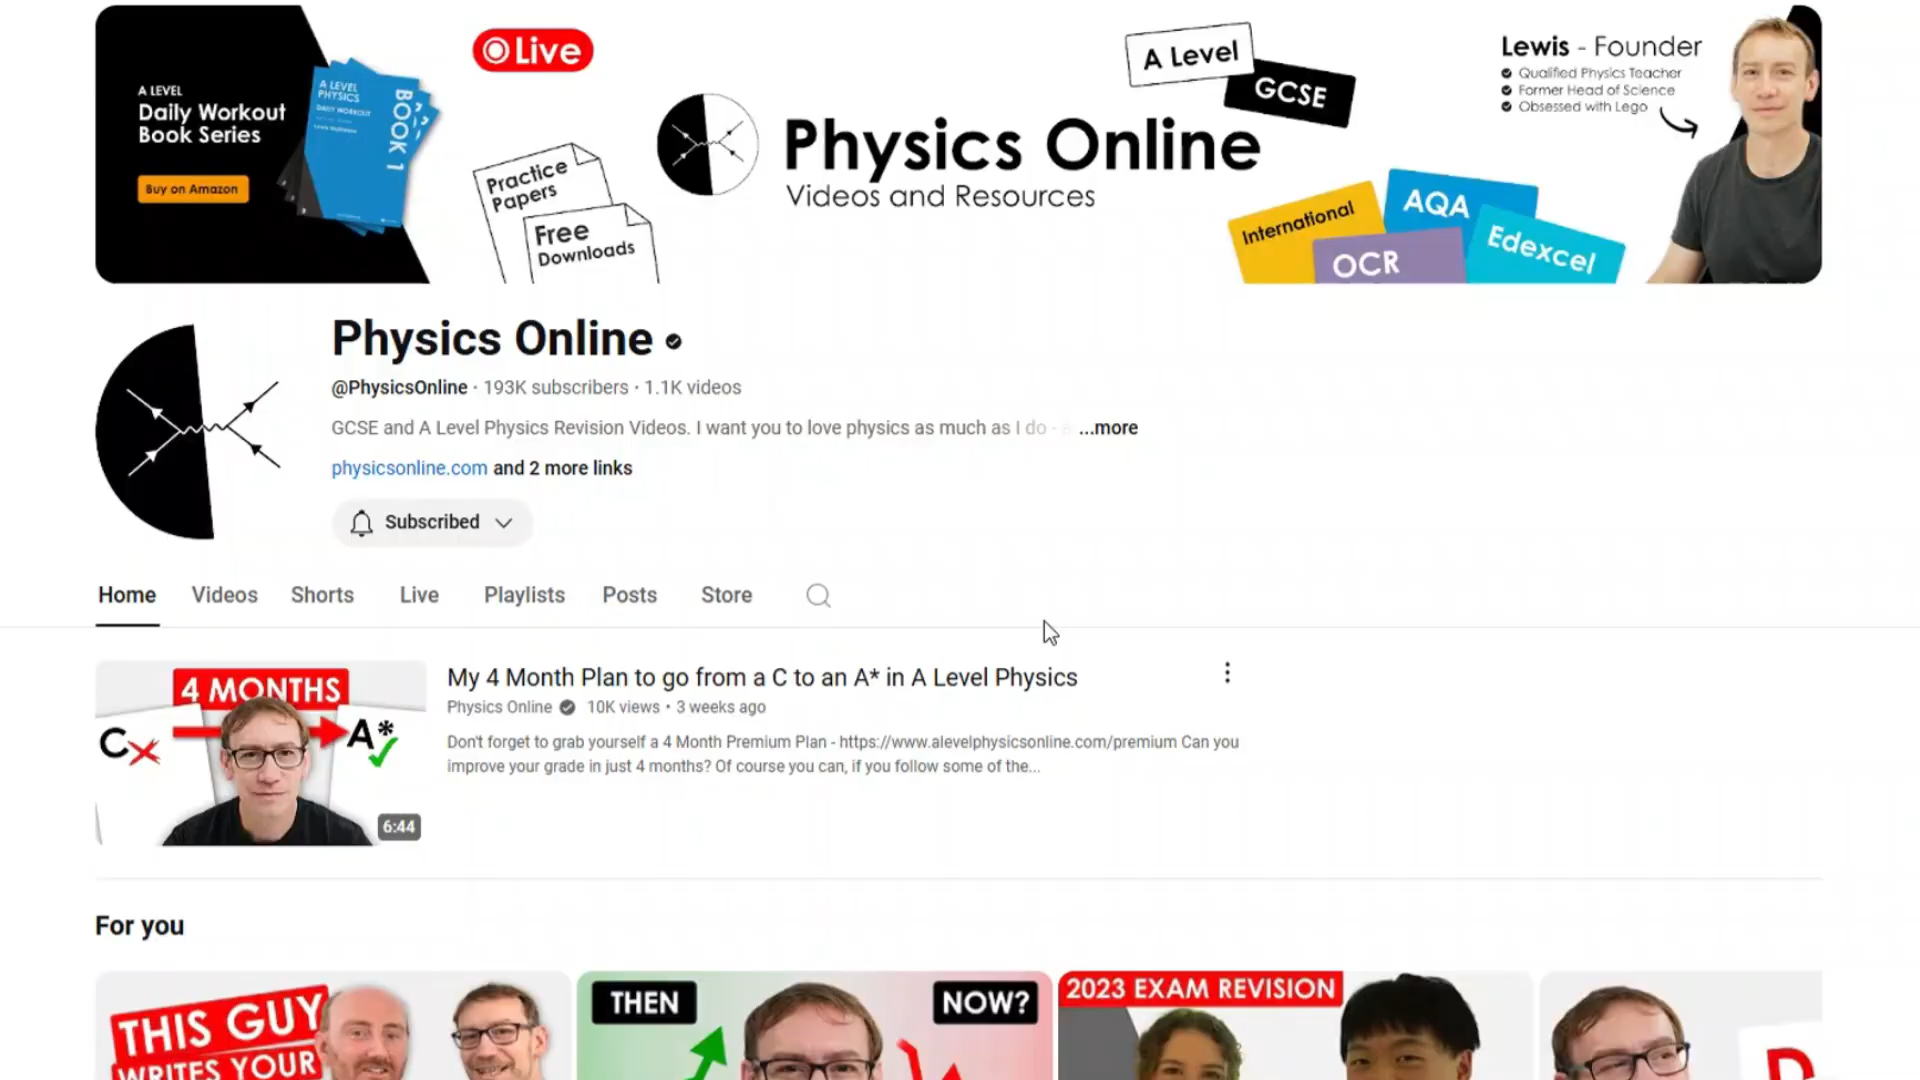 A LEVEL
Daily Workout
Book Series
Buy on Amazon
A LEVEL
PHYSICS
DAILY WORKOUT
BOOK 1
Live
Practice
Papers
Free
Downloads
Physics Online
Videos and Resources
A Level
GCSE
International
AQA
OCR
Edexcel
Lewis - Founder
Qualified Physics Teacher
Former Head of Science
Obsessed with Lego
Physics Online
@PhysicsOnline · 193K subscribers · 1.1K videos
GCSE and A Level Physics Revision Videos. I want you to love physics as much as I do - ...more
physicsonline.com and 2 more links
Subscribed
Home Videos Shorts Live Playlists Posts Store
4 MONTHS
C
A*
6:44
My 4 Month Plan to go from a C to an A* in A Level Physics
Physics Online 10K views • 3 weeks ago
Don't forget to grab yourself a 4 Month Premium Plan - https://www.alevelphysicsonline.com/premium Can you
improve your grade in just 4 months? Of course you can, if you follow some of the...
For you
THIS GUY
WRITES YOUR
THEN
NOW?
2023 EXAM REVISION
D